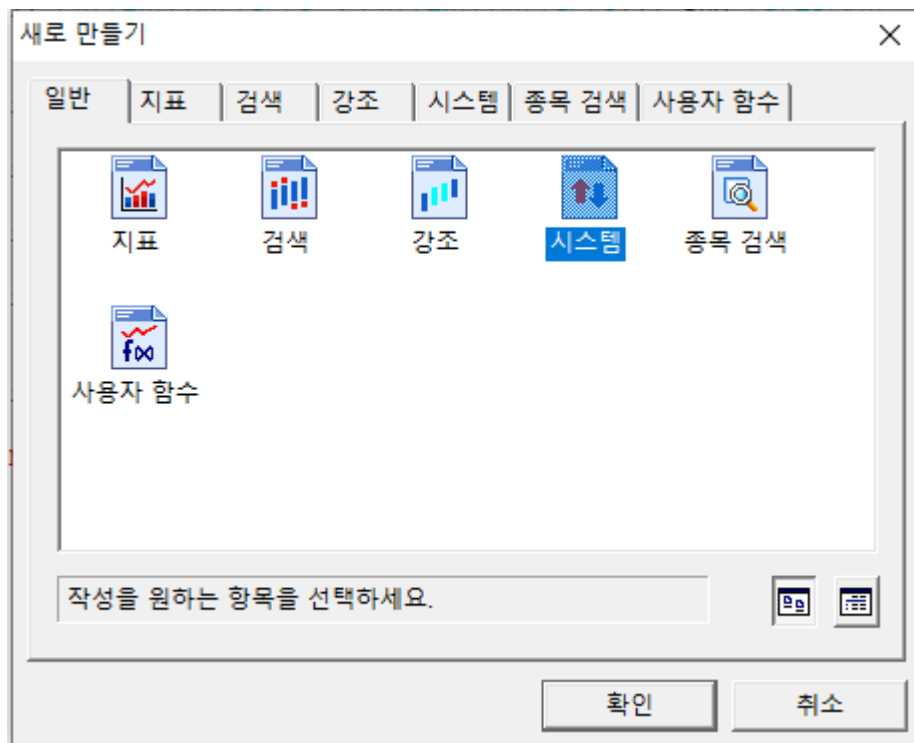 새로 만들기
일반 지표 검색 강조 시스템 종목 검색 사용자 함수
지표 검색 강조 시스템 종목 검색
f(x)
사용자 함수
작성을 원하는 항목을 선택하세요.
확인 취소